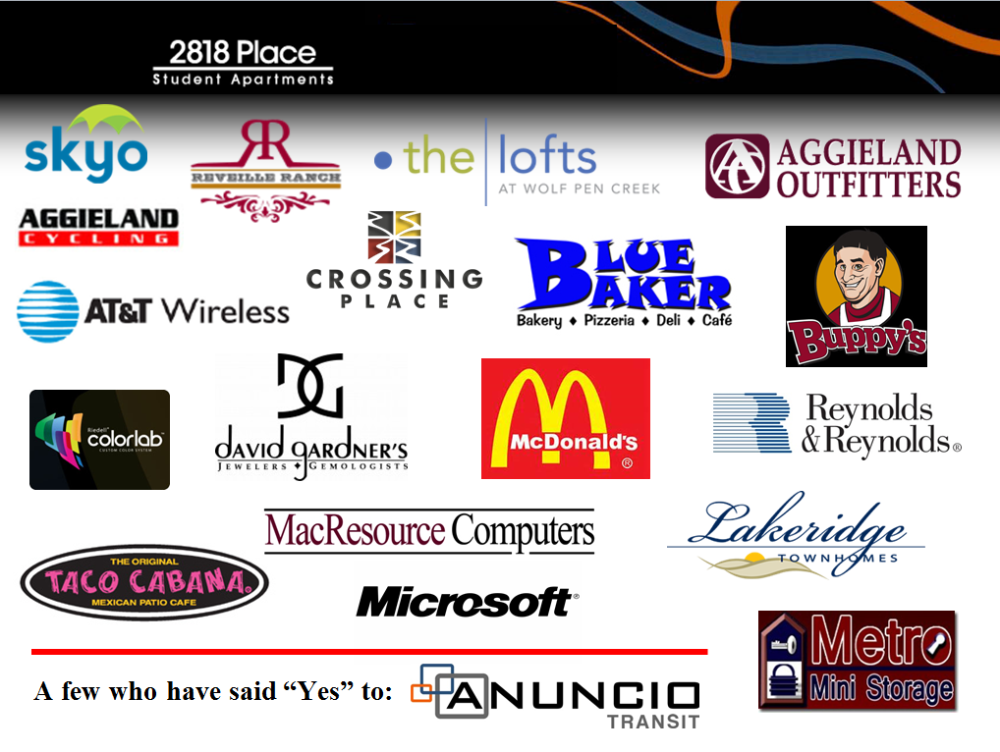 2818 Place
Student Apartments
skyo
RR
REVEILLE RANCH
the lofts
AT WOLF PEN CREEK
AGGIELAND
OUTFITTERS
AGGIELAND
CYCLING
CROSSING
PLACE
BLUE
BAKER
Bakery ♦ Pizzeria ♦ Deli ♦ Café
BUPPY'S
AT&T Wireless
Riedell
colorlab™
CUSTOM COLOR SYSTEM
DG
david gardner's
JEWELERS ✦ GEMOLOGISTS
McDonald's
®
Reynolds
&Reynolds®
MacResource Computers
Lakeridge
TOWNHOMES
THE ORIGINAL
TACO CABANA®
MEXICAN PATIO CAFE
Microsoft®
Metro
Mini Storage
A few who have said “Yes” to:
ANUNCIO
TRANSIT